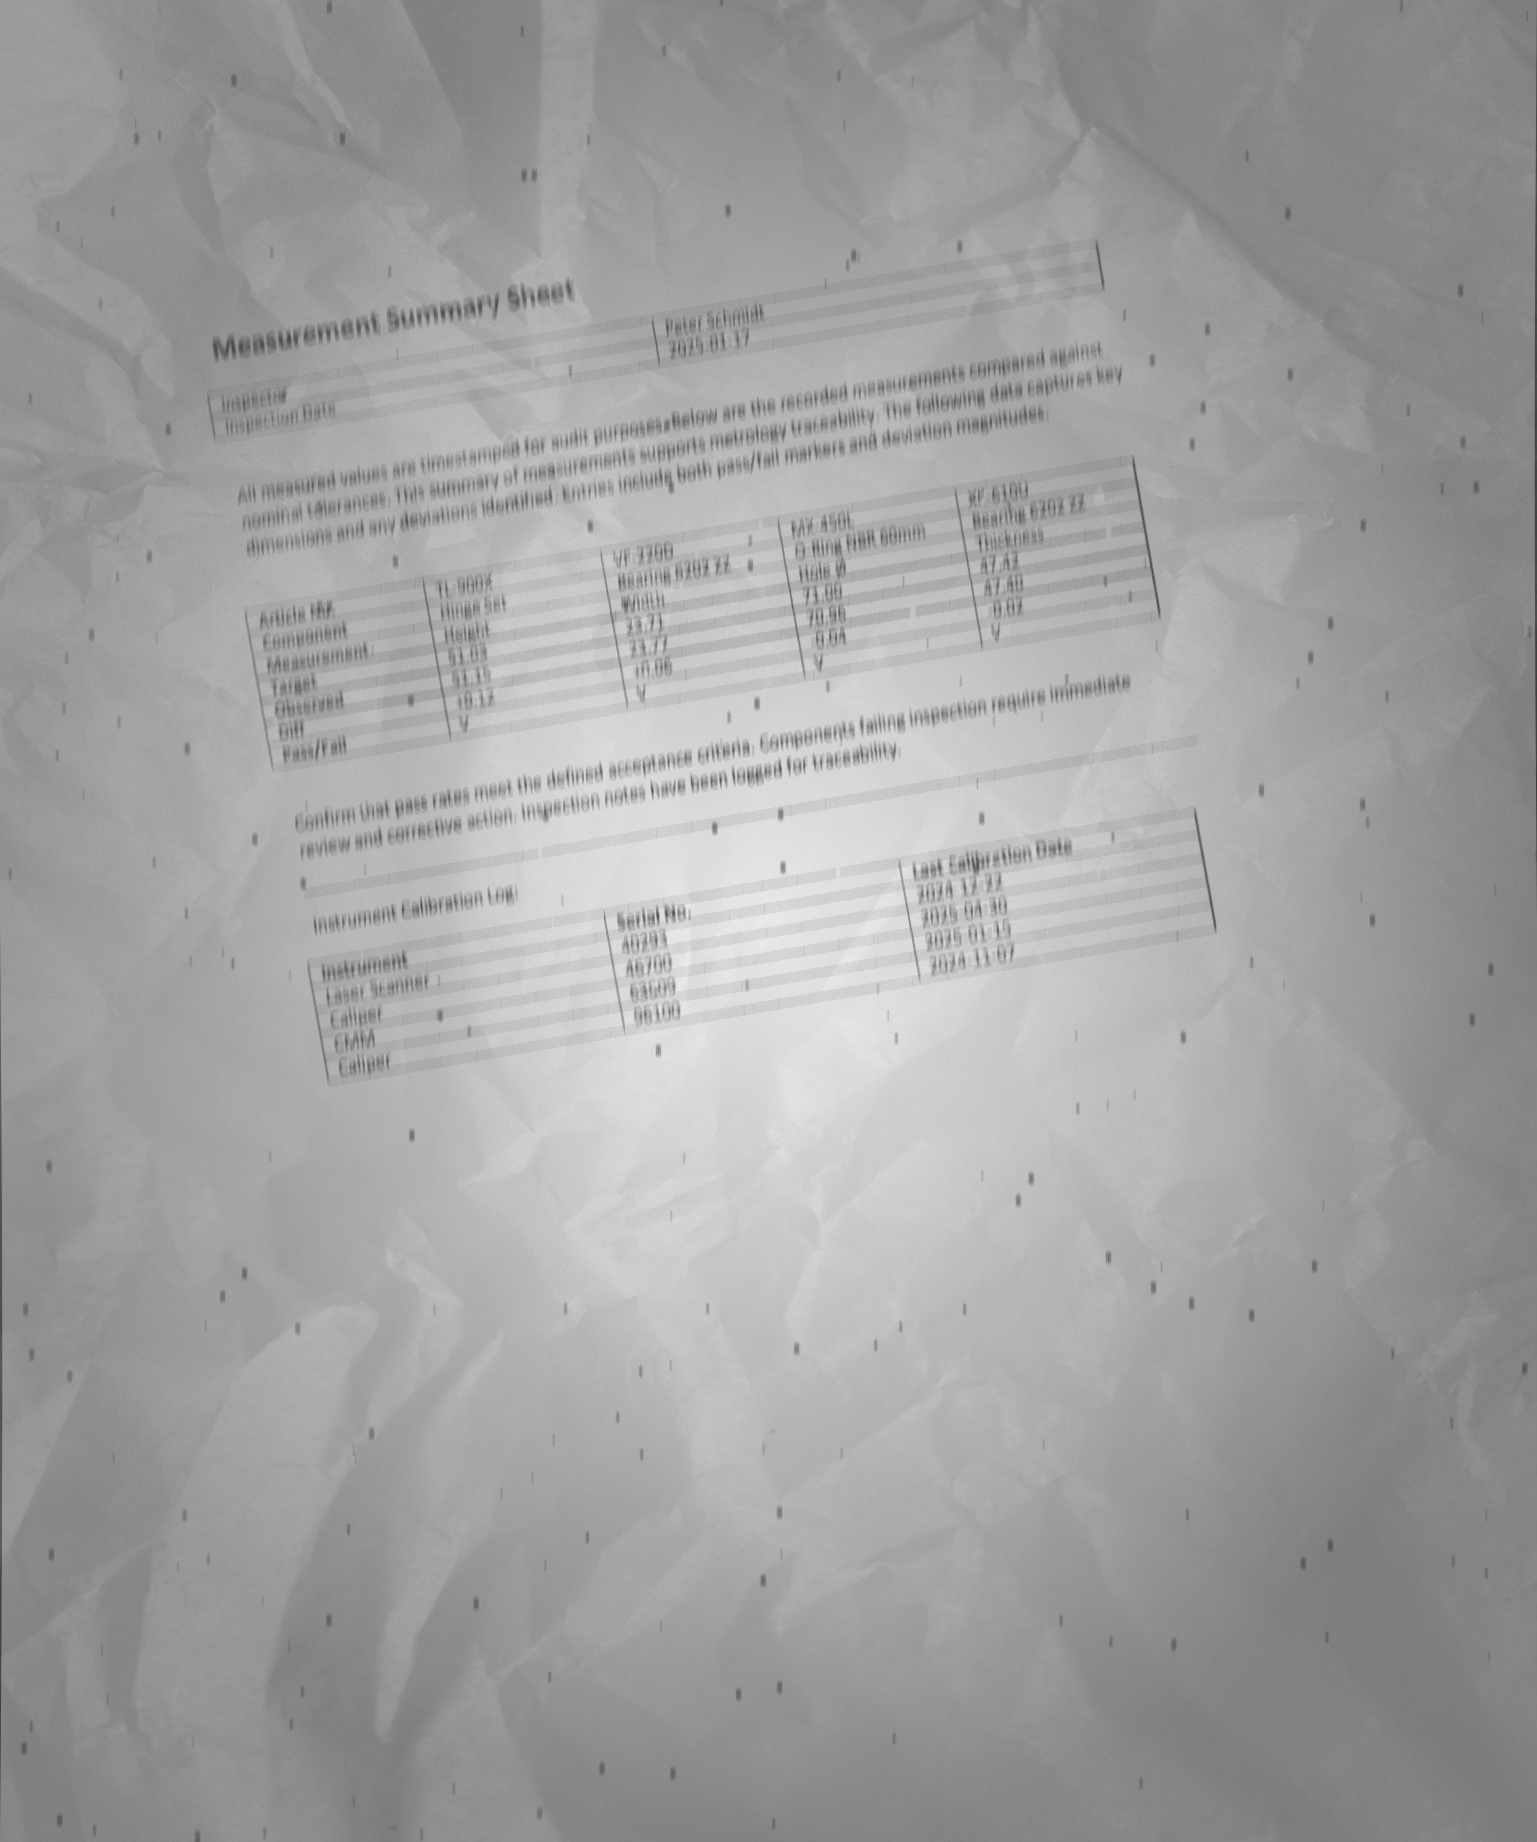 Measurement Summary Sheet
Inspector Peter Schmidt
Inspection Date 2025-01-17
All measured values are timestamped for audit purposes. Below are the recorded measurements compared against
nominal tolerances. This summary of measurements supports metrology traceability. The following data captures key
dimensions and any deviations identified. Entries include both pass/fail markers and deviation magnitudes.
Article TL-900X VF-220D MX-450L XF-610U
Component Hinge Set Bearing 6202 ZZ O-Ring NBR 60mm Bearing 6202 ZZ
Measurement Height Width Hole Ø Thickness
Target 51.03 23.71 71.00 47.42
Observed 51.15 23.77 70.96 47.40
Diff +0.12 +0.06 -0.04 -0.02
Pass/Fail V V V V
Confirm that pass rates meet the defined acceptance criteria. Components failing inspection require immediate
review and corrective action. Inspection notes have been logged for traceability.
Instrument Calibration Log:
Instrument Serial No. Last Calibration Date
Laser Scanner 40293 2024-12-22
Caliper 46700 2025-04-30
CMM 2025-01-15
Caliper 96100 2024-11-07